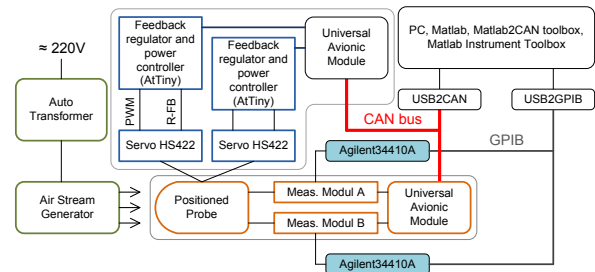 ≈ 220V
Auto
Transformer
Air Stream
Generator
Feedback
regulator and
power
controller
(AtTiny)
PWM
R-FB
Servo HS422
Feedback
regulator and
power
controller
(AtTiny)
Servo HS422
Universal
Avionic
Module
PC, Matlab, Matlab2CAN toolbox,
Matlab Instrument Toolbox
USB2CAN
USB2GPIB
CAN bus
GPIB
Agilent34410A
Positioned
Probe
Meas. Modul A
Meas. Modul B
Universal
Avionic
Module
Agilent34410A